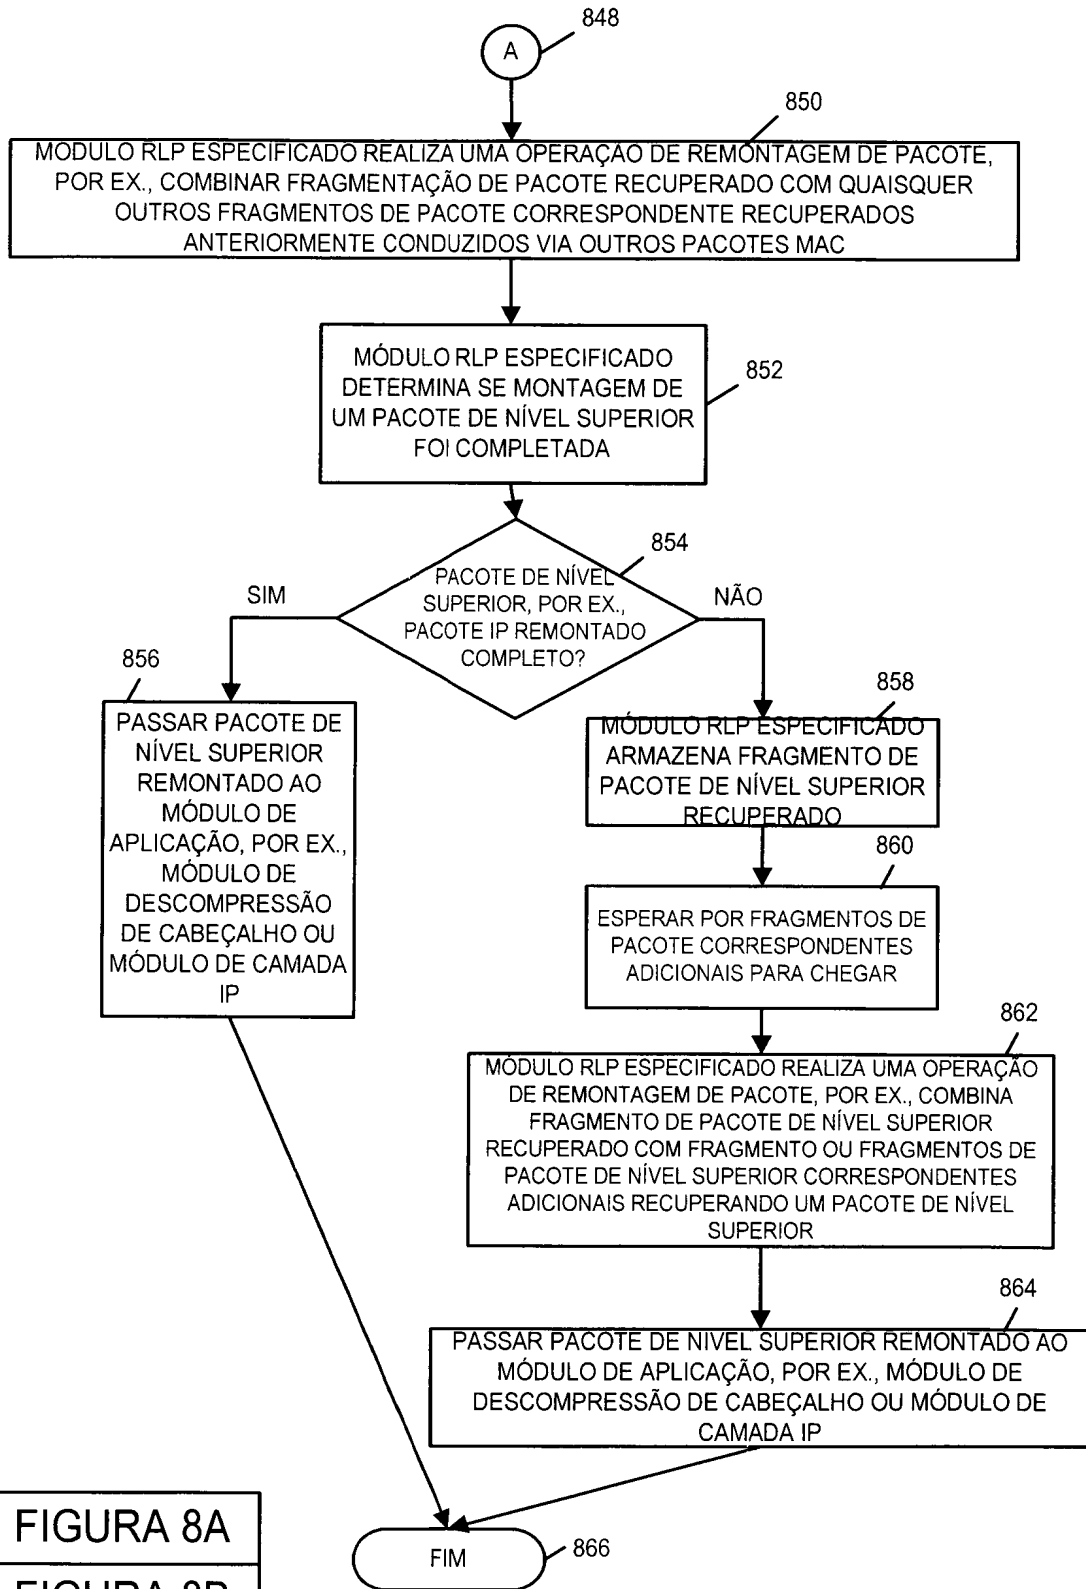 848
A
850
MODULO RLP ESPECIFICADO REALIZA UMA OPERAÇÃO DE REMONTAGEM DE PACOTE,
POR EX., COMBINAR FRAGMENTAÇÃO DE PACOTE RECUPERADO COM QUAISQUER
OUTROS FRAGMENTOS DE PACOTE CORRESPONDENTE RECUPERADOS
ANTERIORMENTE CONDUZIDOS VIA OUTROS PACOTES MAC
852
MÓDULO RLP ESPECIFICADO
DETERMINA SE MONTAGEM DE
UM PACOTE DE NÍVEL SUPERIOR
FOI COMPLETADA
854
PACOTE DE NÍVEL
SUPERIOR, POR EX.,
PACOTE IP REMONTADO
COMPLETO?
SIM
NÃO
856
PASSAR PACOTE DE
NÍVEL SUPERIOR
REMONTADO AO
MÓDULO DE
APLICAÇÃO, POR EX.,
MÓDULO DE
DESCOMPRESSÃO
DE CABEÇALHO OU
MÓDULO DE CAMADA
IP
858
MÓDULO RLP ESPECIFICADO
ARMAZENA FRAGMENTO DE
PACOTE DE NÍVEL SUPERIOR
RECUPERADO
860
ESPERAR POR FRAGMENTOS DE
PACOTE CORRESPONDENTES
ADICIONAIS PARA CHEGAR
862
MÓDULO RLP ESPECIFICADO REALIZA UMA OPERAÇÃO
DE REMONTAGEM DE PACOTE, POR EX., COMBINA
FRAGMENTO DE PACOTE DE NÍVEL SUPERIOR
RECUPERADO COM FRAGMENTO OU FRAGMENTOS DE
PACOTE DE NÍVEL SUPERIOR CORRESPONDENTES
ADICIONAIS RECUPERANDO UM PACOTE DE NÍVEL
SUPERIOR
864
PASSAR PACOTE DE NIVEL SUPERIOR REMONTADO AO
MÓDULO DE APLICAÇÃO, POR EX., MÓDULO DE
DESCOMPRESSÃO DE CABEÇALHO OU MÓDULO DE
CAMADA IP
FIM
866
FIGURA 8A
FIGURA 8B